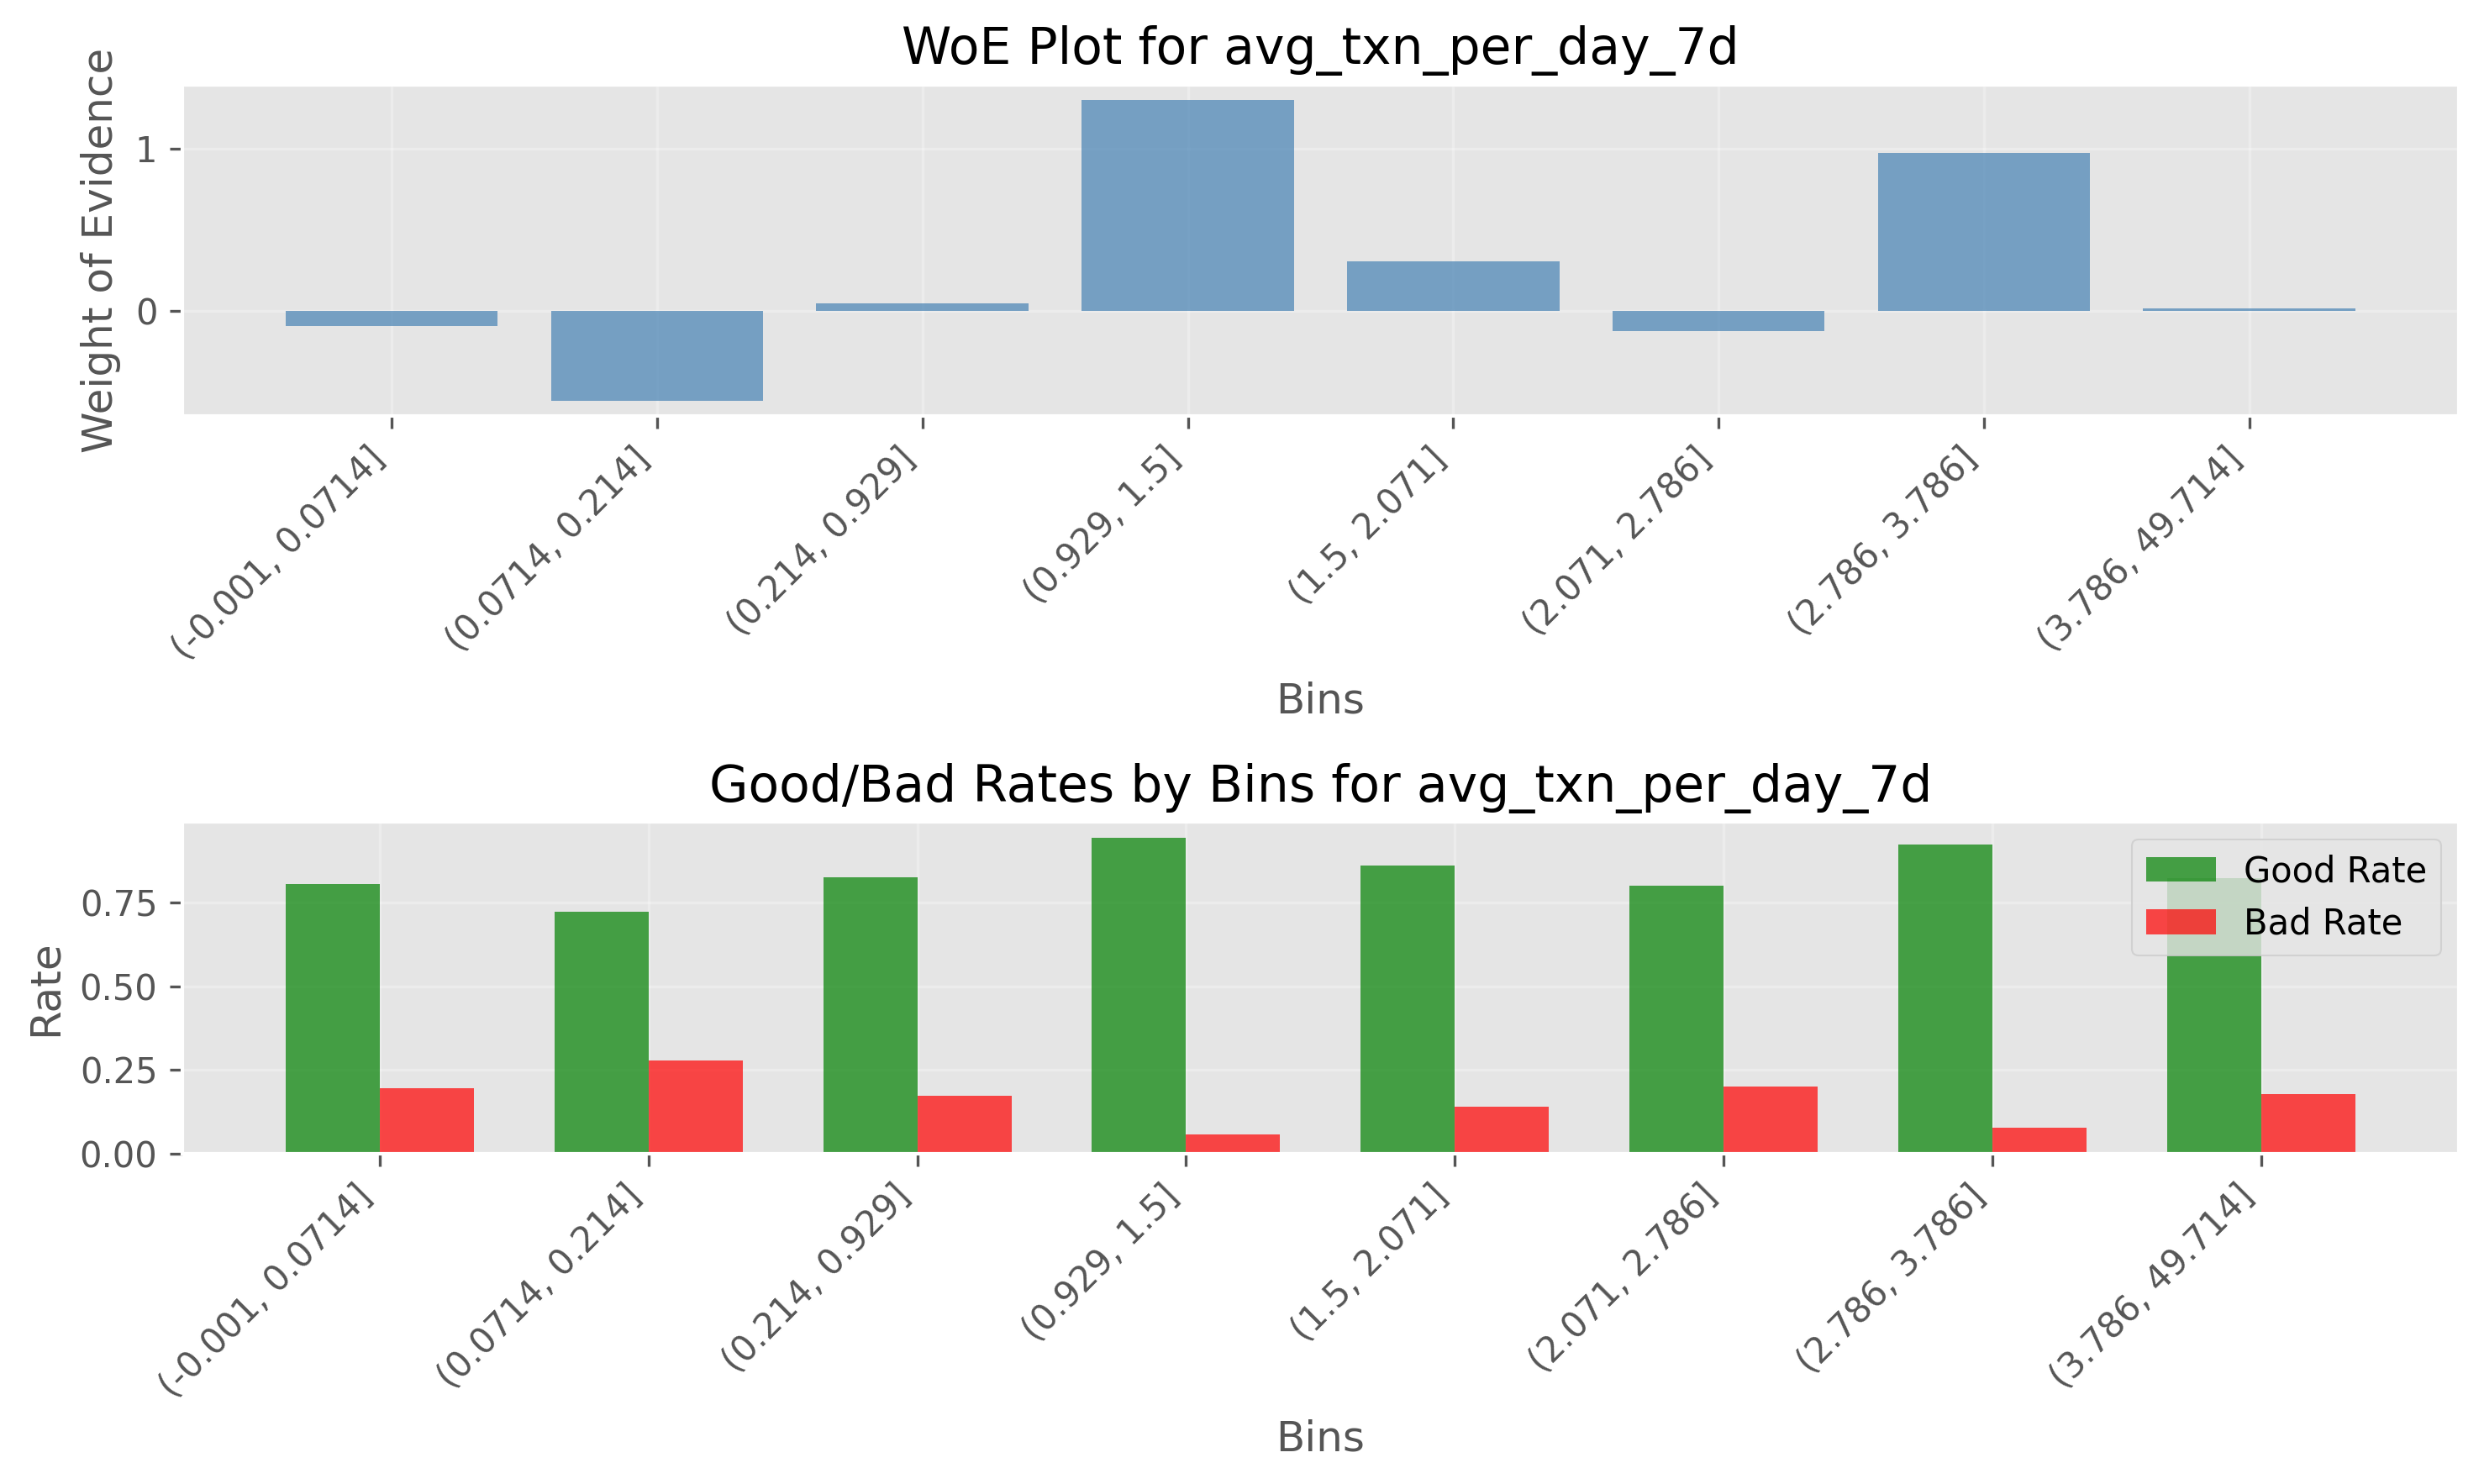 WoE Plot for avg_txn_per_day_7d
Weight of Evidence
1
0
(-0.001, 0.0714]
(0.0714, 0.214]
(0.214, 0.929]
(0.929, 1.5]
(1.5, 2.071]
(2.071, 2.786]
(2.786, 3.786]
(3.786, 49.714]
Bins
Good/Bad Rates by Bins for avg_txn_per_day_7d
Rate
0.75
0.50
0.25
0.00
Good Rate
Bad Rate
(-0.001, 0.0714]
(0.0714, 0.214]
(0.214, 0.929]
(0.929, 1.5]
(1.5, 2.071]
(2.071, 2.786]
(2.786, 3.786]
(3.786, 49.714]
Bins